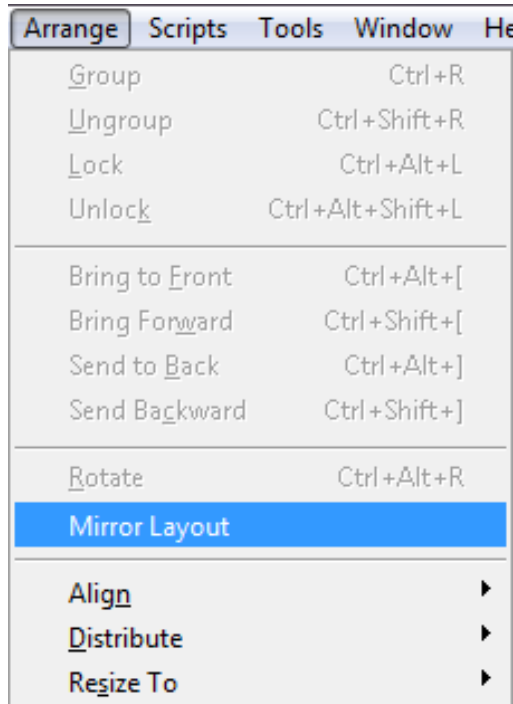 Arrange Scripts Tools Window He
Group Ctrl+R
Ungroup Ctrl+Shift+R
Lock Ctrl+Alt+L
Unlock Ctrl+Alt+Shift+L
Bring to Front Ctrl+Alt+[
Bring Forward Ctrl+Shift+[
Send to Back Ctrl+Alt+]
Send Backward Ctrl+Shift+]
Rotate Ctrl+Alt+R
Mirror Layout
Align
Distribute
Resize To